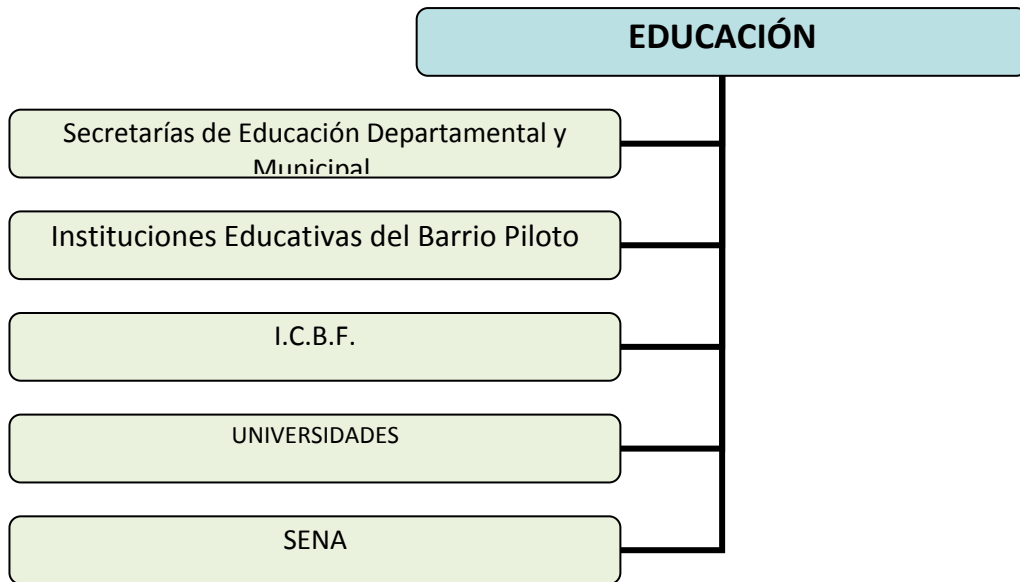 EDUCACIÓN
Secretarías de Educación Departamental y
Municipal
Instituciones Educativas del Barrio Piloto
I.C.B.F.
UNIVERSIDADES
SENA